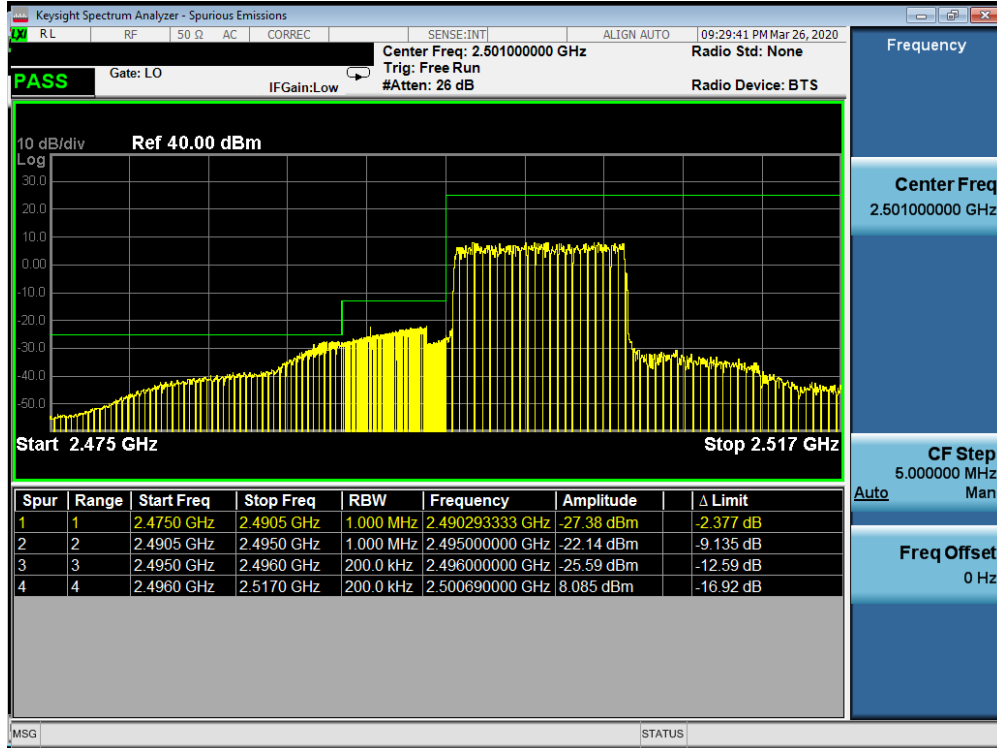 Keysight Spectrum Analyzer - Spurious Emissions
LXI RL RF 50 Ω AC CORREC SENSE:INT ALIGN AUTO 09:29:41 PM Mar 26, 2020
Center Freq: 2.501000000 GHz Radio Std: None
PASS Gate: LO Trig: Free Run
IFGain:Low #Atten: 26 dB Radio Device: BTS
10 dB/div Ref 40.00 dBm
Log
30.0
20.0
10.0
0.00
-10.0
-20.0
-30.0
-40.0
-50.0
Start 2.475 GHz Stop 2.517 GHz
Spur Range Start Freq Stop Freq RBW Frequency Amplitude Δ Limit
1 1 2.4750 GHz 2.4905 GHz 1.000 MHz 2.490293333 GHz -27.38 dBm -2.377 dB
2 2 2.4905 GHz 2.4950 GHz 1.000 MHz 2.495000000 GHz -22.14 dBm -9.135 dB
3 3 2.4950 GHz 2.4960 GHz 200.0 kHz 2.496000000 GHz -25.59 dBm -12.59 dB
4 4 2.4960 GHz 2.5170 GHz 200.0 kHz 2.500690000 GHz 8.085 dBm -16.92 dB
MSG STATUS
Frequency
Center Freq
2.501000000 GHz
CF Step
5.000000 MHz
Auto Man
Freq Offset
0 Hz